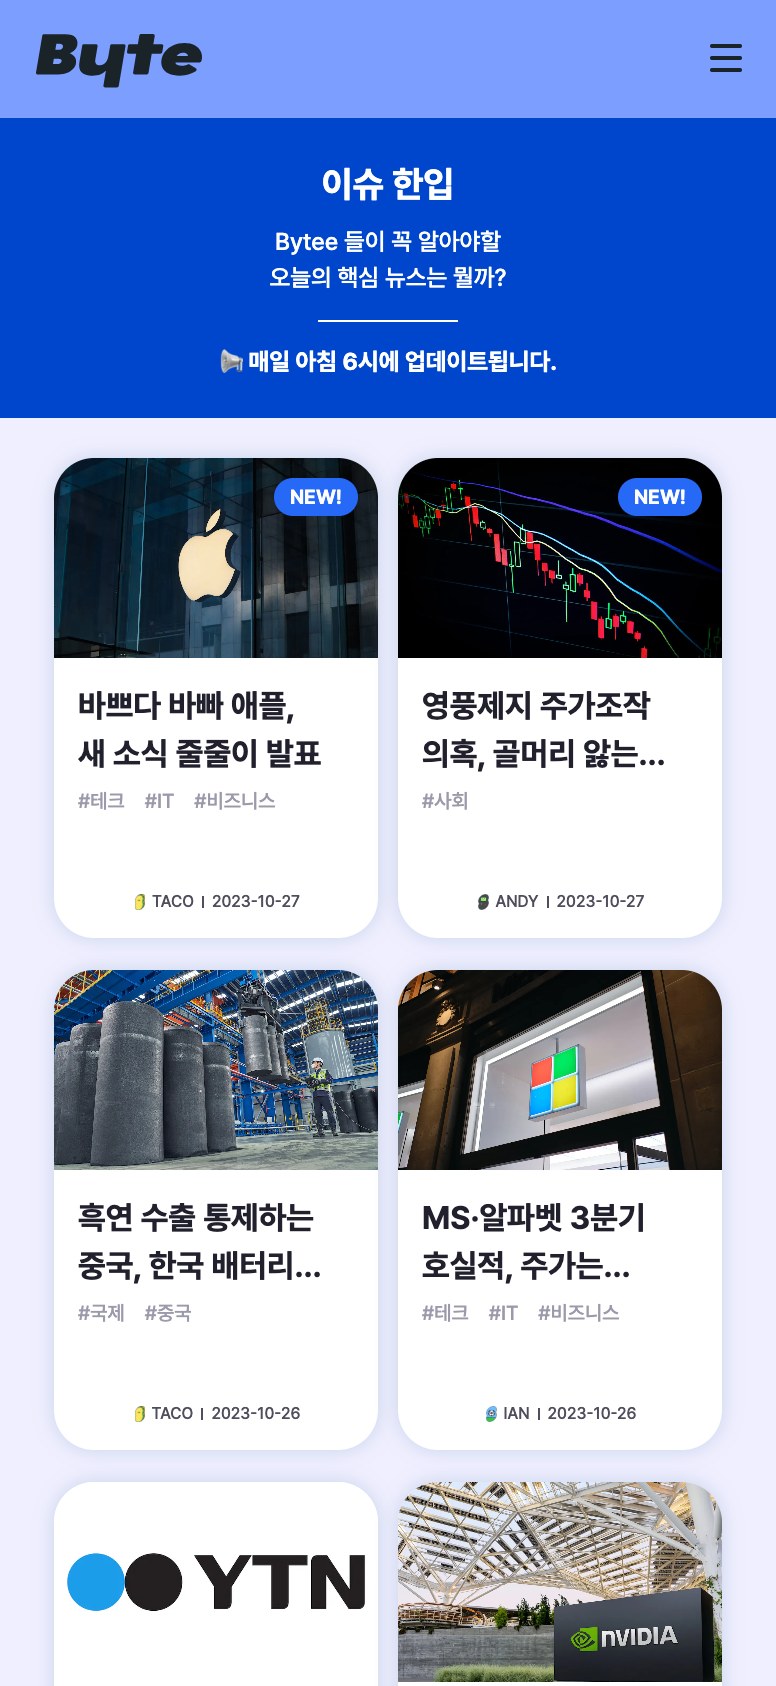 Byte
이슈 한입
Bytee 들이 꼭 알아야할
오늘의 핵심 뉴스는 뭘까?
매일 아침 6시에 업데이트됩니다.
NEW!
바쁘다 바빠 애플,
새 소식 줄줄이 발표
#테크 #IT #비즈니스
TACO | 2023-10-27
NEW!
영풍제지 주가조작
의혹, 골머리 앓는...
#사회
ANDY | 2023-10-27
흑연 수출 통제하는
중국, 한국 배터리...
#국제 #중국
TACO | 2023-10-26
MS·알파벳 3분기
호실적, 주가는...
#테크 #IT #비즈니스
IAN | 2023-10-26
YTN
NVIDIA